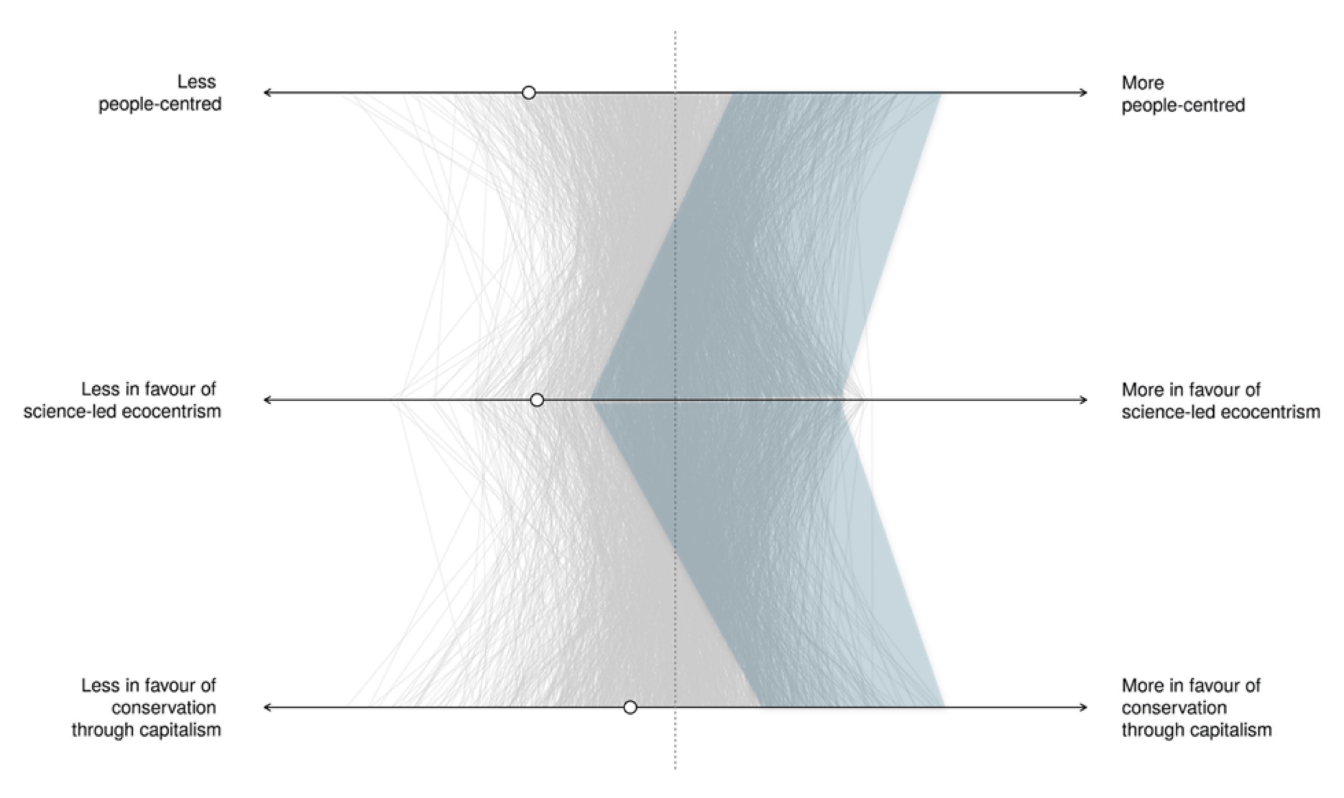 Less
people-centred
More
people-centred
Less in favour of
science-led ecocentrism
More in favour of
science-led ecocentrism
Less in favour of
conservation
through capitalism
More in favour of
conservation
through capitalism